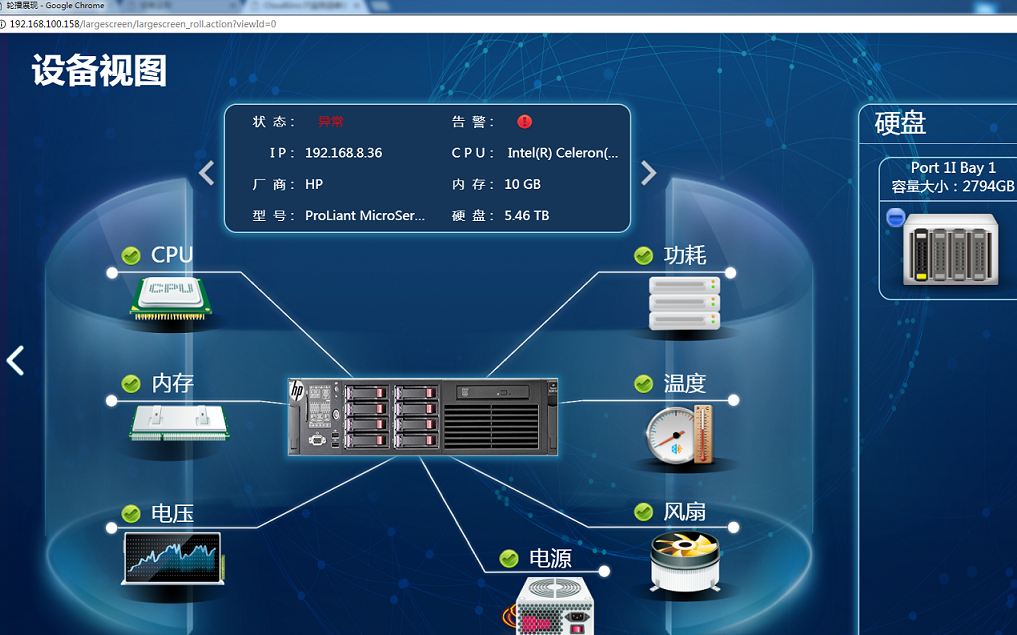 轮播展现 - Google Chrome
192.168.100.158/largescreen/largescreen_roll.action?viewId=0
设备视图
状 态： 异常 告 警：
I P： 192.168.8.36 C P U： Intel(R) Celeron(...
厂 商： HP 内 存： 10 GB
型 号： ProLiant MicroSer... 硬 盘： 5.46 TB
硬盘
Port 1I Bay 1
容量大小：2794GB
CPU
CPU
功耗
内存
温度
hp
电压
风扇
电源